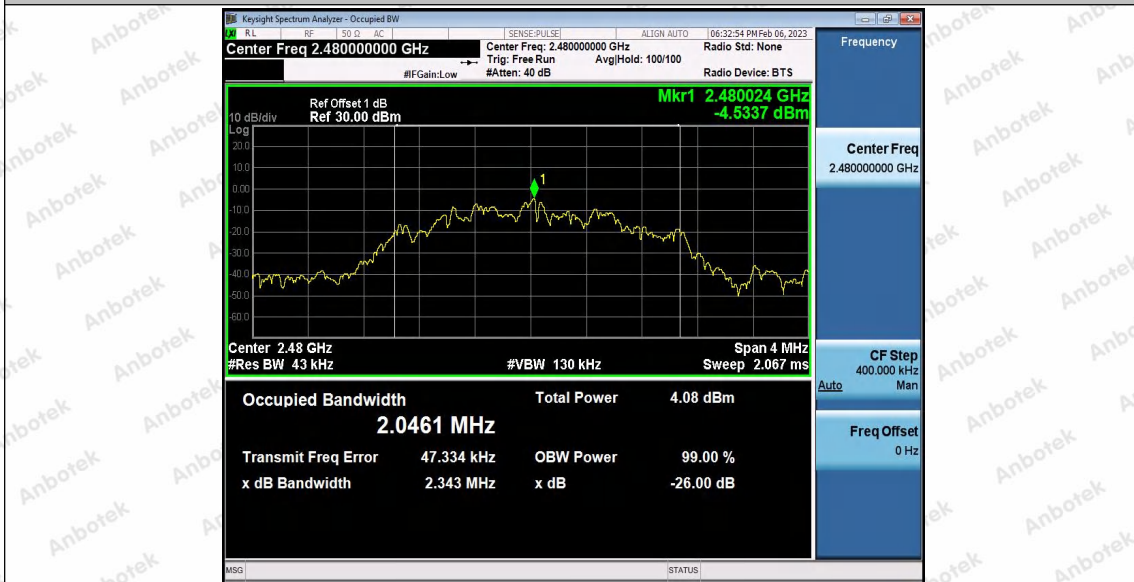 Keysight Spectrum Analyzer - Occupied BW
LXI RL RF 50 Ω AC SENSE:PULSE ALIGN AUTO 06:32:54 PM Feb 06, 2023
Center Freq 2.480000000 GHz
Center Freq: 2.480000000 GHz Radio Std: None
Trig: Free Run Avg|Hold: 100/100
#IFGain:Low #Atten: 40 dB Radio Device: BTS
Frequency
Mkr1 2.480024 GHz
-4.5337 dBm
Ref Offset 1 dB
10 dB/div Ref 30.00 dBm
Log
20.0
10.0
0.00
-10.0
-20.0
-30.0
-40.0
-50.0
-60.0
1
Center 2.48 GHz Span 4 MHz
#Res BW 43 kHz #VBW 130 kHz Sweep 2.067 ms
Center Freq
2.480000000 GHz
CF Step
400.000 kHz
Auto Man
Freq Offset
0 Hz
Occupied Bandwidth Total Power 4.08 dBm
2.0461 MHz
Transmit Freq Error 47.334 kHz OBW Power 99.00 %
x dB Bandwidth 2.343 MHz x dB -26.00 dB
MSG STATUS
Anbotek